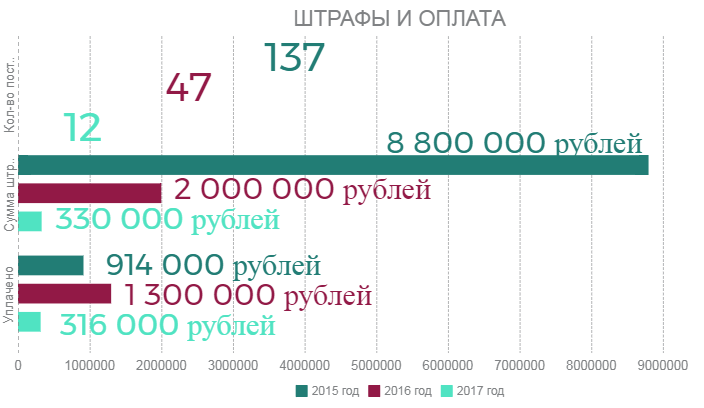 ШТРАФЫ И ОПЛАТА
Кол-во пост..
137
47
12
Сумма штр..
8 800 000 рублей
2 000 000 рублей
330 000 рублей
Уплачено
914 000 рублей
1 300 000 рублей
316 000 рублей
0 1000000 2000000 3000000 4000000 5000000 6000000 7000000 8000000 9000000
2015 год 2016 год 2017 год